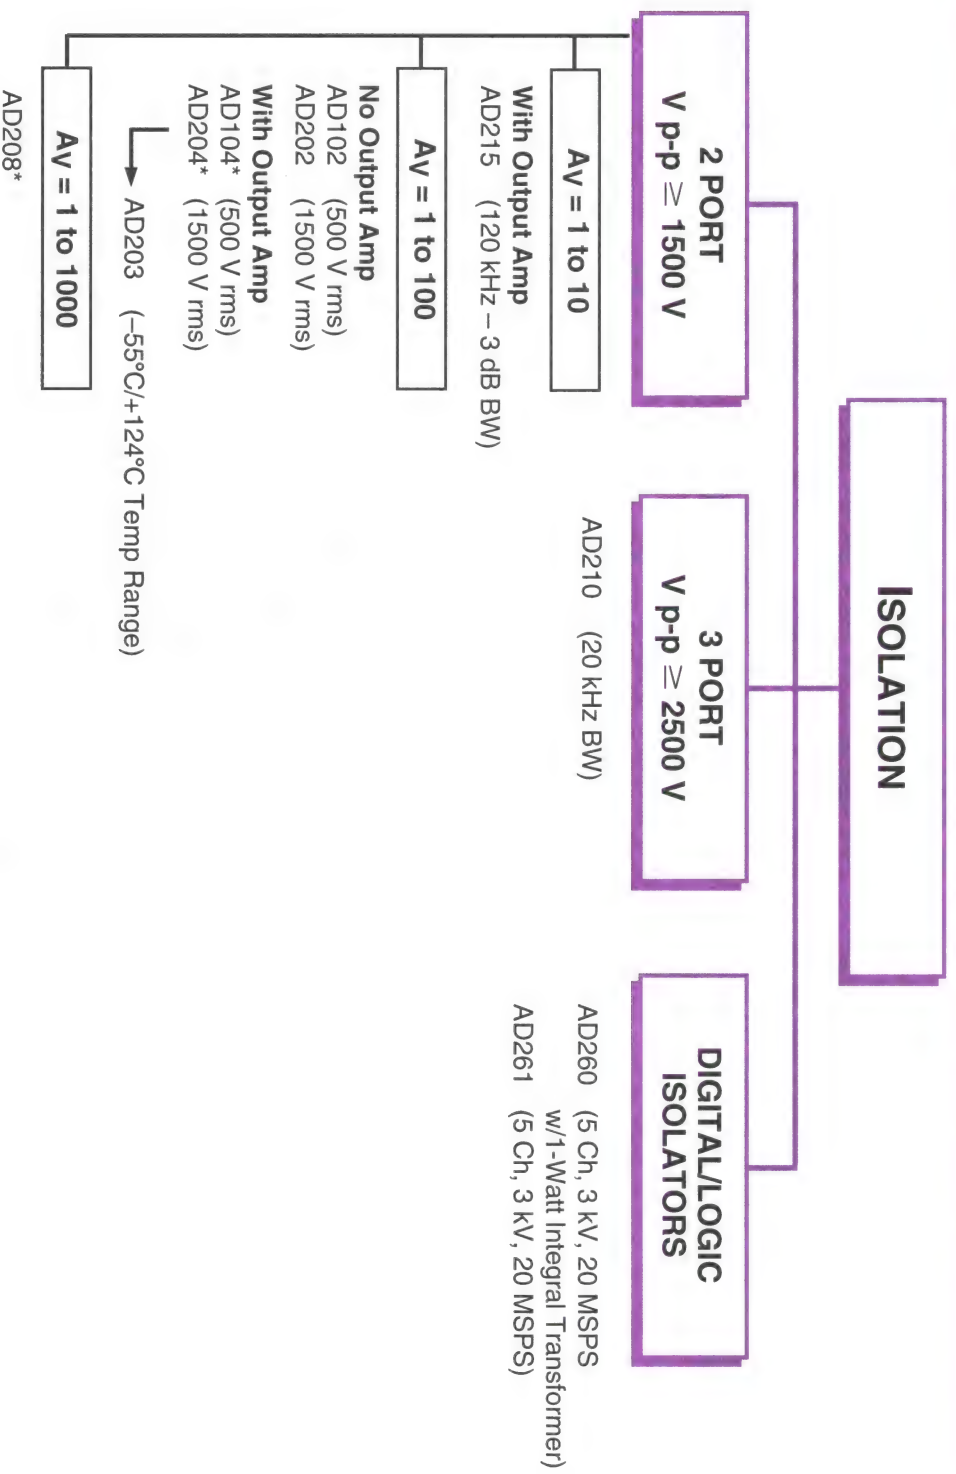 ISOLATION
2 PORT
V p-p ≥ 1500 V
Av = 1 to 10
With Output Amp
AD215 (120 kHz – 3 dB BW)
Av = 1 to 100
No Output Amp
AD102 (500 V rms)
AD202 (1500 V rms)
With Output Amp
AD104* (500 V rms)
AD204* (1500 V rms)
AD203 (–55°C/+124°C Temp Range)
Av = 1 to 1000
AD208*
3 PORT
V p-p ≥ 2500 V
AD210 (20 kHz BW)
DIGITAL/LOGIC
ISOLATORS
AD260 (5 Ch, 3 kV, 20 MSPS
w/1-Watt Integral Transformer)
AD261 (5 Ch, 3 kV, 20 MSPS)